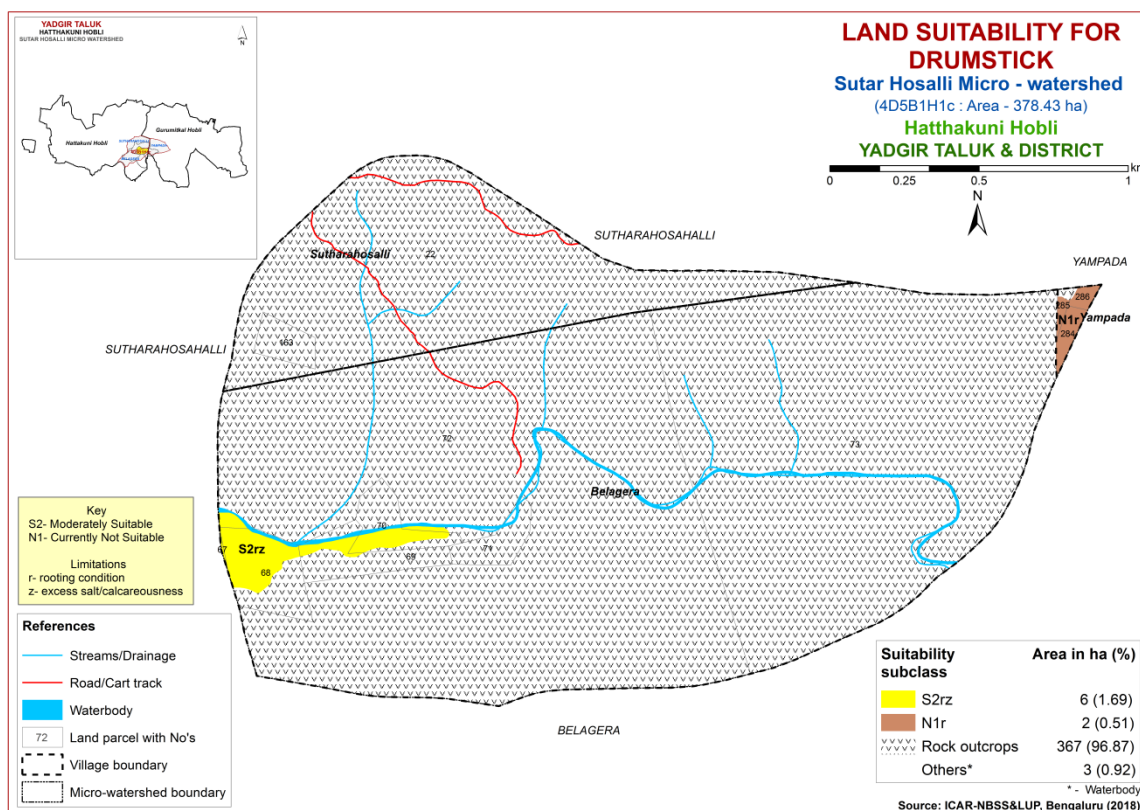 YADGIR TALUK
HATTHAKUNI HOBLI
SUTAR HOSALLI MICRO WATERSHED
N
Gurumitkal Hobli
Hattakuni Hobli
LAND SUITABILITY FOR
DRUMSTICK
Sutar Hosalli Micro - watershed
(4D5B1H1c : Area - 378.43 ha)
Hatthakuni Hobli
YADGIR TALUK & DISTRICT
km
0 0.25 0.5 1
N
SUTHARAHOSAHALLI
YAMPADA
Sutharahosalli
22
286
285
N1r
Yampada
284
163
SUTHARAHOSAHALLI
72
73
Belagera
70
67
S2rz
71
69
68
BELAGERA
Key
S2- Moderately Suitable
N1- Currently Not Suitable
Limitations
r- rooting condition
z- excess salt/calcareousness
References
Streams/Drainage
Road/Cart track
Waterbody
72 Land parcel with No's
Village boundary
Micro-watershed boundary
Suitability Area in ha (%)
subclass
S2rz 6 (1.69)
N1r 2 (0.51)
Rock outcrops 367 (96.87)
Others* 3 (0.92)
* - Waterbody
Source: ICAR-NBSS&LUP, Bengaluru (2018)